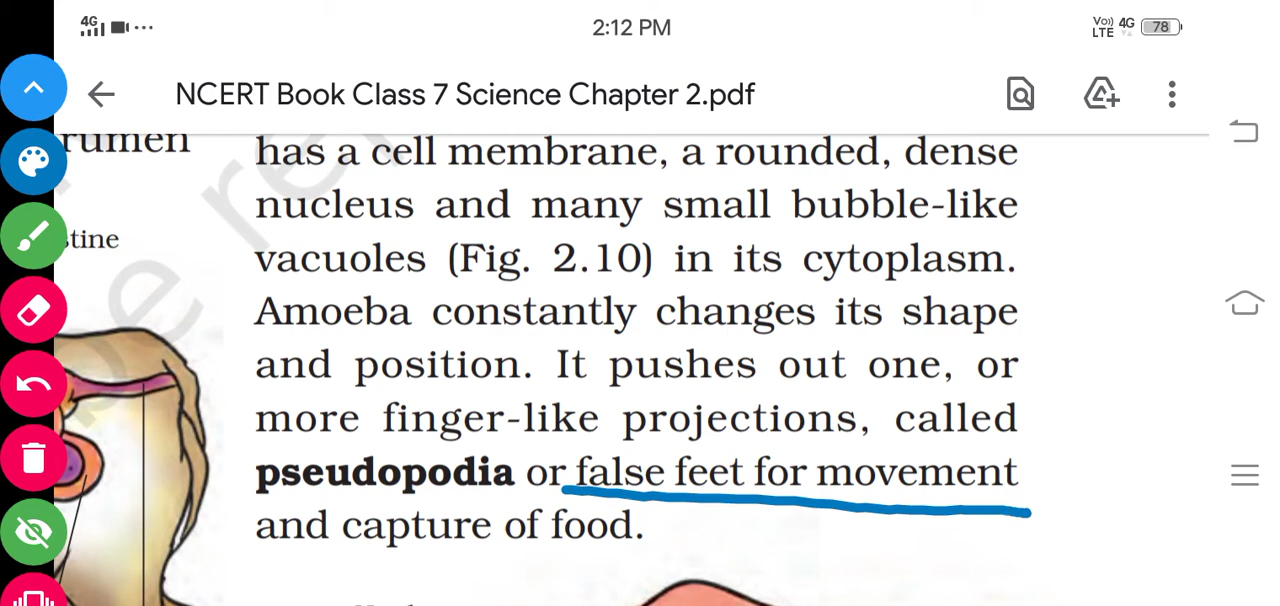 4G
2:12 PM
Vo))
LTE
4G
78
NCERT Book Class 7 Science Chapter 2.pdf
rumen
stine
has a cell membrane, a rounded, dense
nucleus and many small bubble-like
vacuoles (Fig. 2.10) in its cytoplasm.
Amoeba constantly changes its shape
and position. It pushes out one, or
more finger-like projections, called
pseudopodia or false feet for movement
and capture of food.